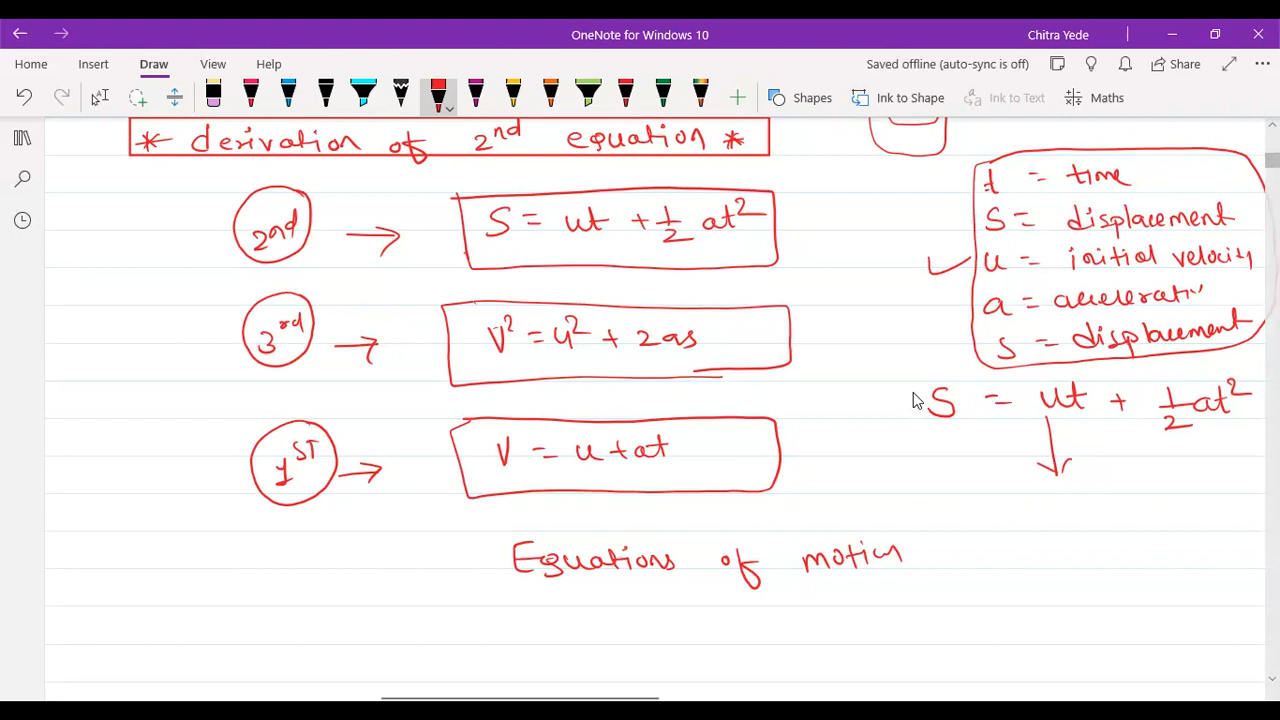 OneNote for Windows 10
Chitra Yede
Home Insert Draw View Help
Saved offline (auto-sync is off)
Share
Shapes Ink to Shape Ink to Text Maths
* derivation of 2nd equation *
2nd → S = ut + 1/2 at²
3rd → V² = u² + 2as
1ST → V = u + at
Equations of motion
t = time
S = displacement
u = initial velocity
a = accelerati
s = displacement
S = ut + 1/2 at²